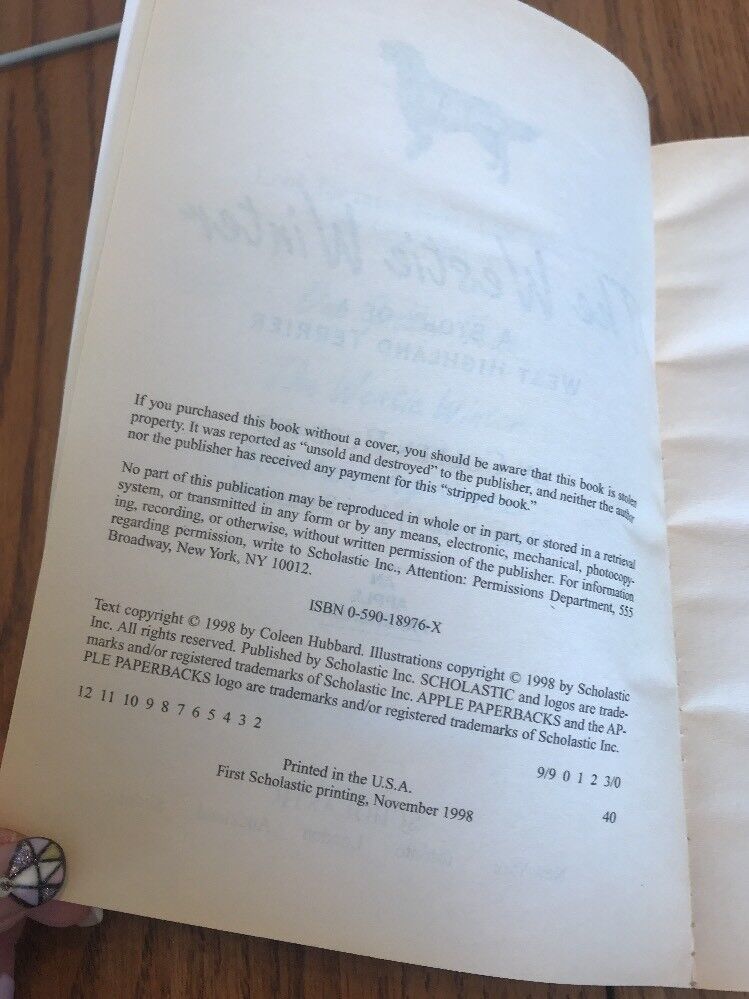 The Westie Winter
A STORY OF A
WEST HIGHLAND TERRIER
If you purchased this book without a cover, you should be aware that this book is stolen
property. It was reported as “unsold and destroyed” to the publisher, and neither the author
nor the publisher has received any payment for this “stripped book.”
No part of this publication may be reproduced in whole or in part, or stored in a retrieval
system, or transmitted in any form or by any means, electronic, mechanical, photocopy-
ing, recording, or otherwise, without written permission of the publisher. For information
regarding permission, write to Scholastic Inc., Attention: Permissions Department, 555
Broadway, New York, NY 10012.
ISBN 0-590-18976-X
Text copyright © 1998 by Coleen Hubbard. Illustrations copyright © 1998 by Scholastic
Inc. All rights reserved. Published by Scholastic Inc. SCHOLASTIC and logos are trade-
marks and/or registered trademarks of Scholastic Inc. APPLE PAPERBACKS and the AP-
PLE PAPERBACKS logo are trademarks and/or registered trademarks of Scholastic Inc.
12 11 10 9 8 7 6 5 4 3 2
9/9 0 1 2 3/0
Printed in the U.S.A.
40
First Scholastic printing, November 1998